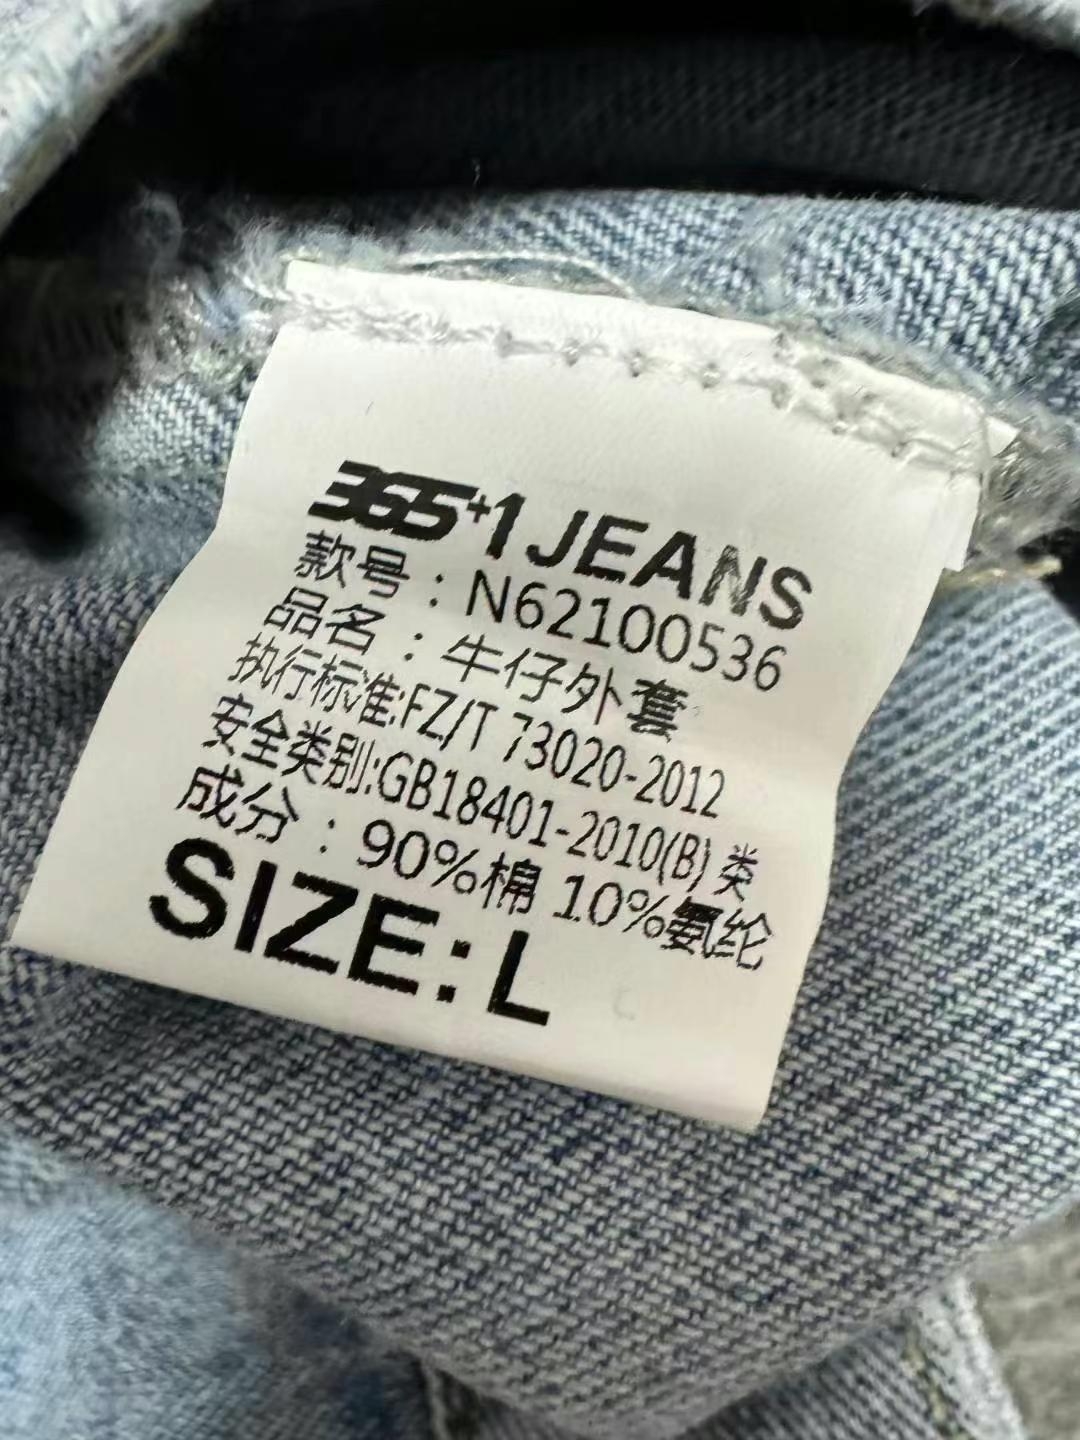 365+1 JEANS
款号：N62100536
品名：牛仔外套
执行标准:FZ/T 73020-2012
安全类别:GB18401-2010(B) 类
成分：90%棉 10%氨纶
SIZE: L